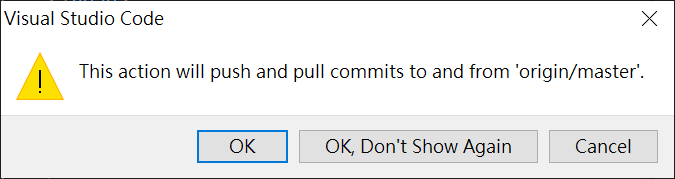 Visual Studio Code
This action will push and pull commits to and from 'origin/master'.
OK
OK, Don't Show Again
Cancel